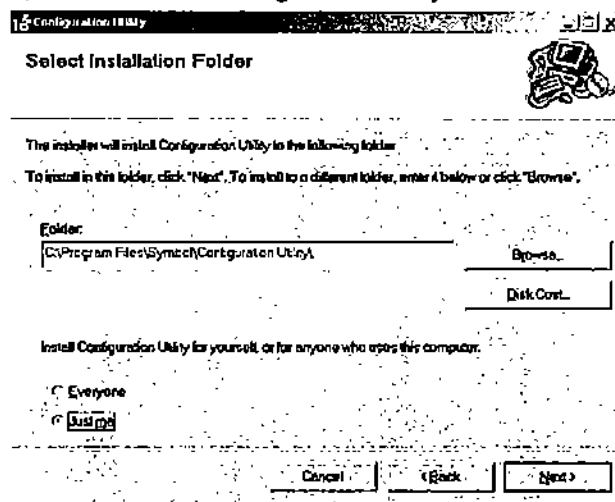 Configuration Utility
Select Installation Folder
The installer will install Configuration Utility to the following folder
To install in this folder, click "Next". To install to a different folder, enter it below or click "Browse".
Folder:
C:\Program Files\Symbol\Configuration Utility\
Browse...
Disk Cost...
Install Configuration Utility for yourself, or for anyone who uses this computer:
Everyone
Just me
Cancel
< Back
Next >